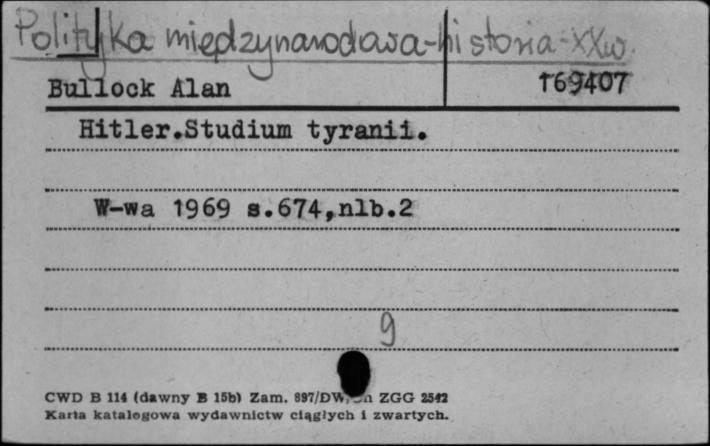 Polityka międzynarodowa-historia-XXw.
Bullock Alan
169407
Hitler.Studium tyranii.
W-wa 1969 s.674,nlb.2
9
CWD B 114 (dawny B 15b) Zam. 897/DW, ZGG 2542
Karta katalogowa wydawnictw ciągłych i zwartych.